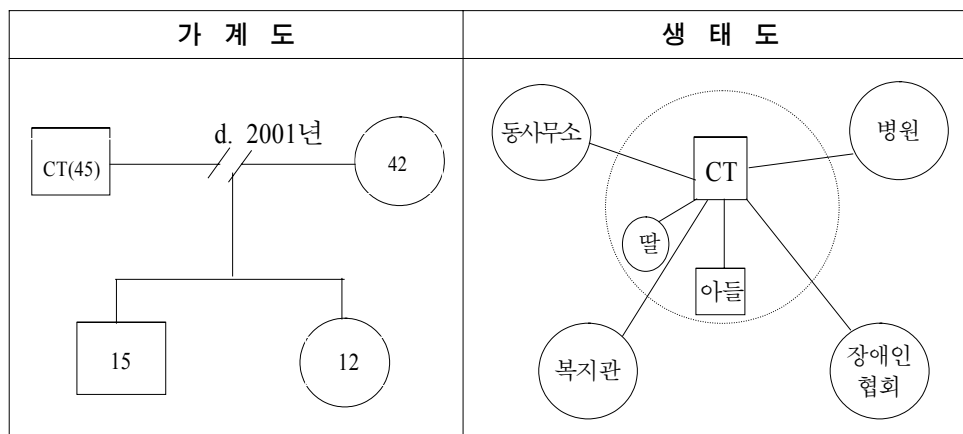 가 계 도
생 태 도
d. 2001년
CT(45)
42
15
12
동사무소
병원
CT
딸
아들
복지관
장애인
협회